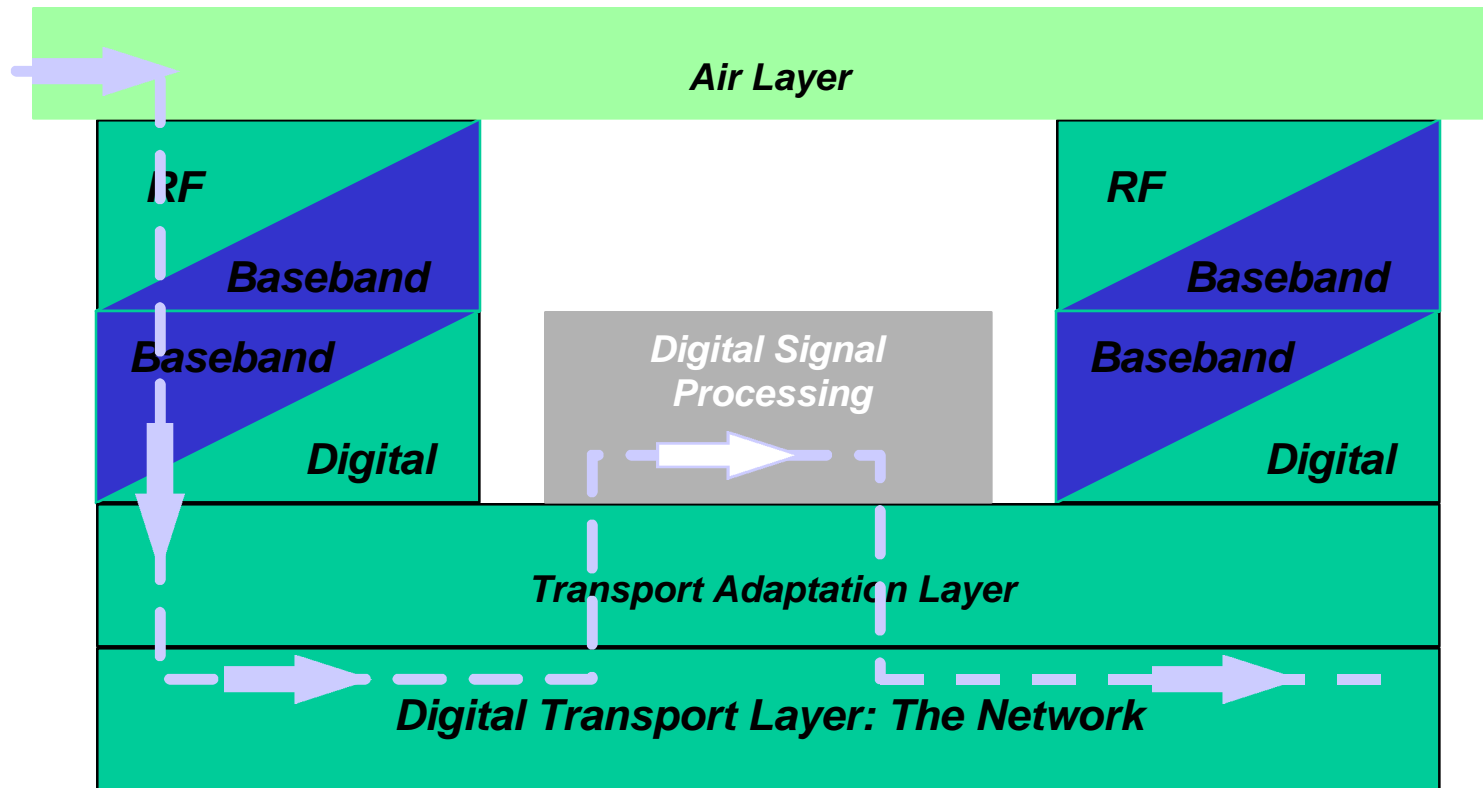 Air Layer
RF
RF
Baseband
Baseband
Baseband
Digital Signal
Processing
Baseband
Digital
Digital
Transport Adaptation Layer
Digital Transport Layer: The Network